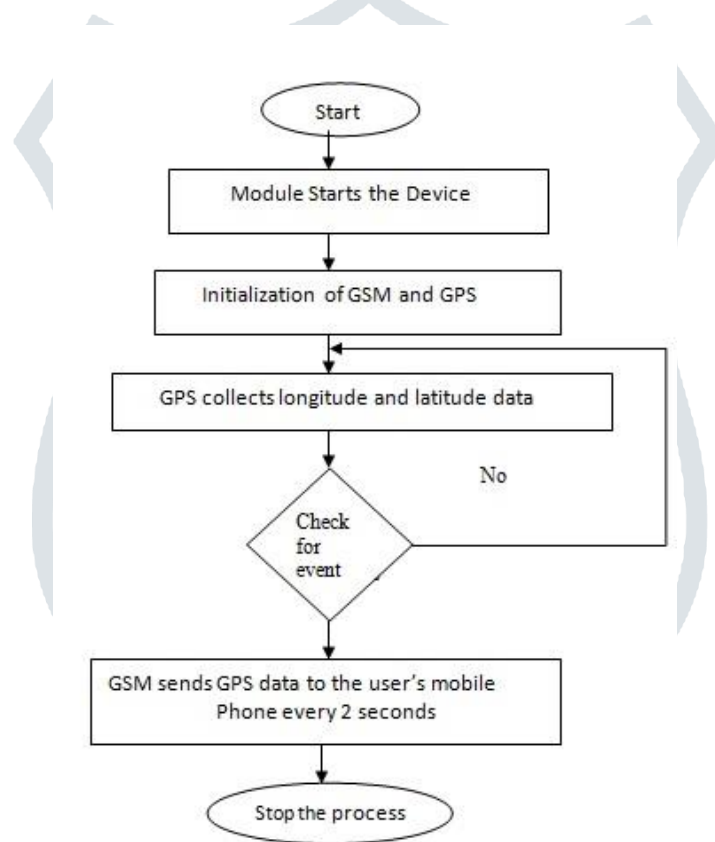 Start
Module Starts the Device
Initialization of GSM and GPS
GPS collects longitude and latitude data
No
Check
for
event
GSM sends GPS data to the user's mobile
Phone every 2 seconds
Stop the process